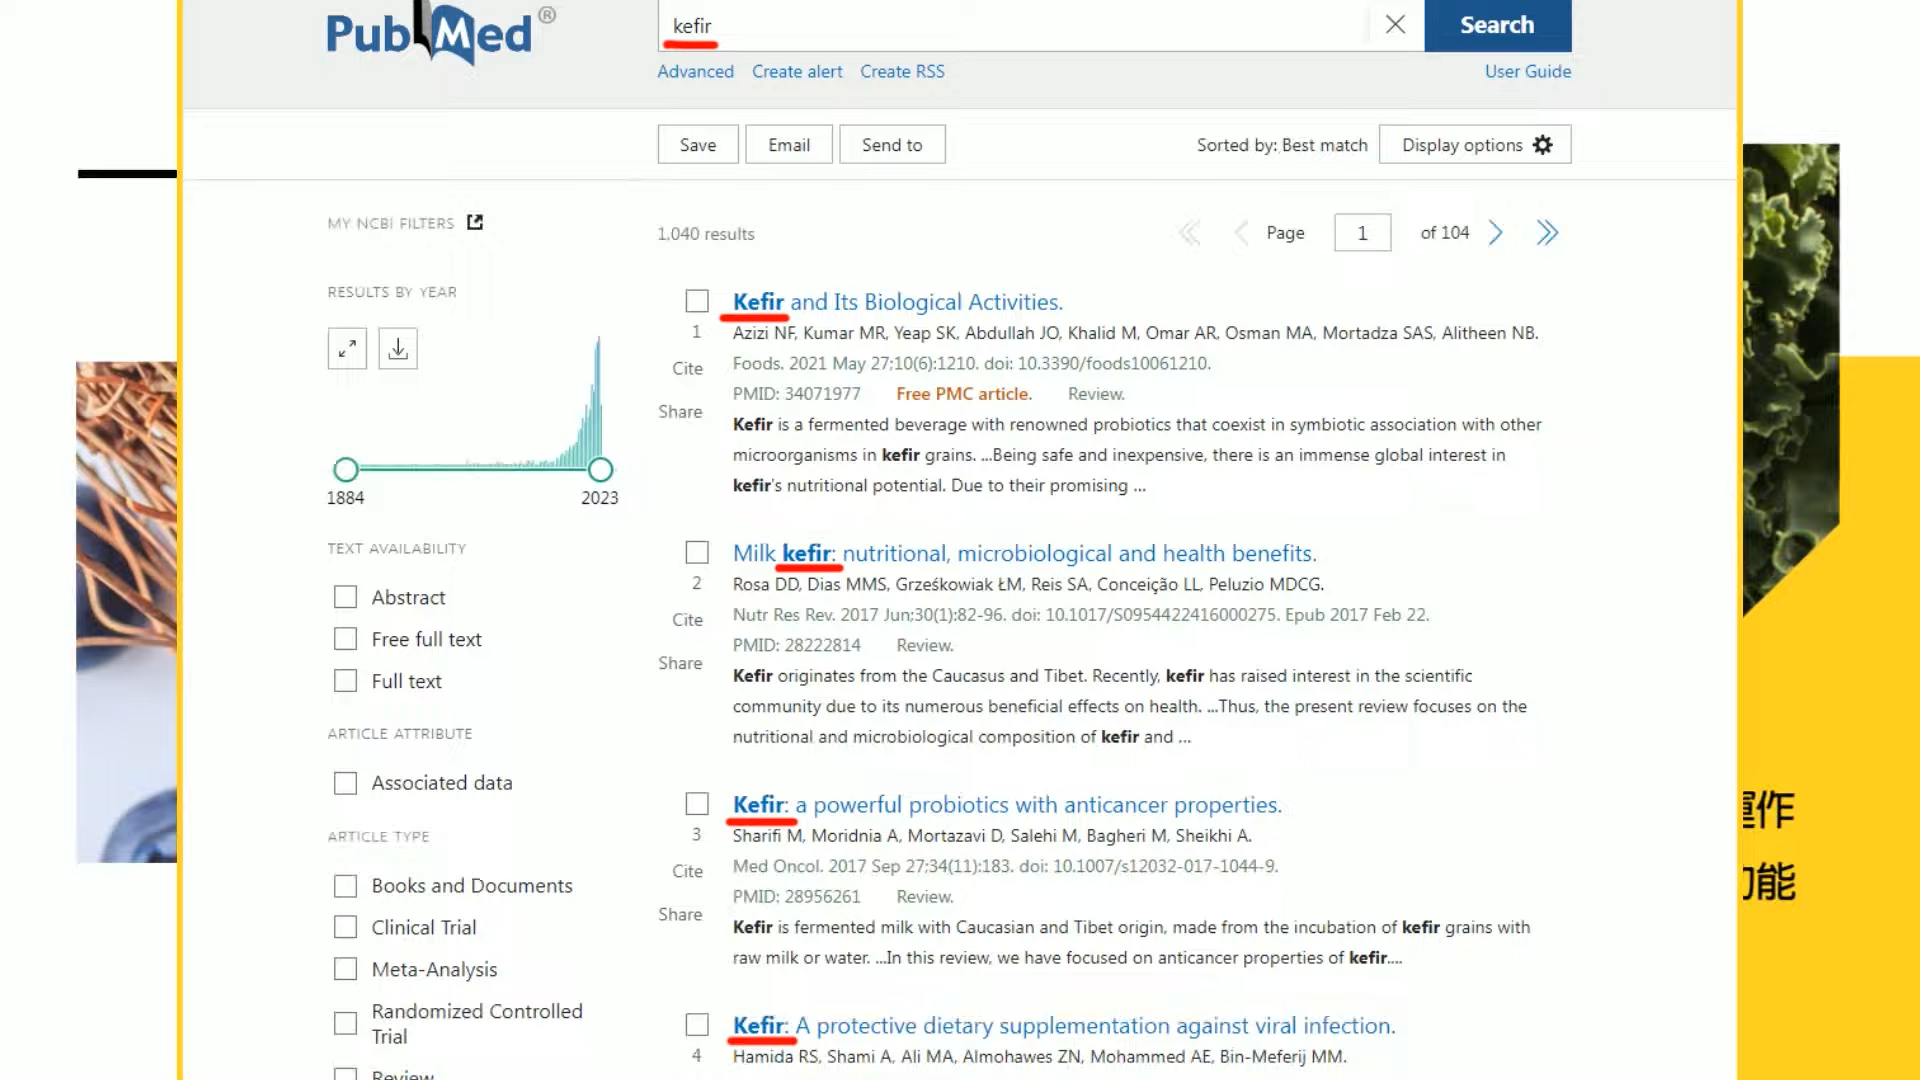 PubMed®
kefir
Search
Advanced Create alert Create RSS
User Guide
Save Email Send to
Sorted by: Best match Display options
MY NCBI FILTERS
1,040 results
Page 1 of 104
RESULTS BY YEAR
1884 2023
TEXT AVAILABILITY
Abstract
Free full text
Full text
ARTICLE ATTRIBUTE
Associated data
ARTICLE TYPE
Books and Documents
Clinical Trial
Meta-Analysis
Randomized Controlled
Trial
Review
Kefir and Its Biological Activities.
1 Azizi NF, Kumar MR, Yeap SK, Abdullah JO, Khalid M, Omar AR, Osman MA, Mortadza SAS, Alitheen NB.
Cite Foods. 2021 May 27;10(6):1210. doi: 10.3390/foods10061210.
PMID: 34071977 Free PMC article. Review.
Share
Kefir is a fermented beverage with renowned probiotics that coexist in symbiotic association with other
microorganisms in kefir grains. ...Being safe and inexpensive, there is an immense global interest in
kefir's nutritional potential. Due to their promising ...
Milk kefir: nutritional, microbiological and health benefits.
2 Rosa DD, Dias MMS, Grześkowiak ŁM, Reis SA, Conceição LL, Peluzio MDCG.
Cite Nutr Res Rev. 2017 Jun;30(1):82-96. doi: 10.1017/S0954422416000275. Epub 2017 Feb 22.
PMID: 28222814 Review.
Share
Kefir originates from the Caucasus and Tibet. Recently, kefir has raised interest in the scientific
community due to its numerous beneficial effects on health. ...Thus, the present review focuses on the
nutritional and microbiological composition of kefir and ...
Kefir: a powerful probiotics with anticancer properties.
3 Sharifi M, Moridnia A, Mortazavi D, Salehi M, Bagheri M, Sheikhi A.
Cite Med Oncol. 2017 Sep 27;34(11):183. doi: 10.1007/s12032-017-1044-9.
PMID: 28956261 Review.
Share
Kefir is fermented milk with Caucasian and Tibet origin, made from the incubation of kefir grains with
raw milk or water. ...In this review, we have focused on anticancer properties of kefir....
Kefir: A protective dietary supplementation against viral infection.
4 Hamida RS, Shami A, Ali MA, Almohawes ZN, Mohammed AE, Bin-Meferij MM.
作
能